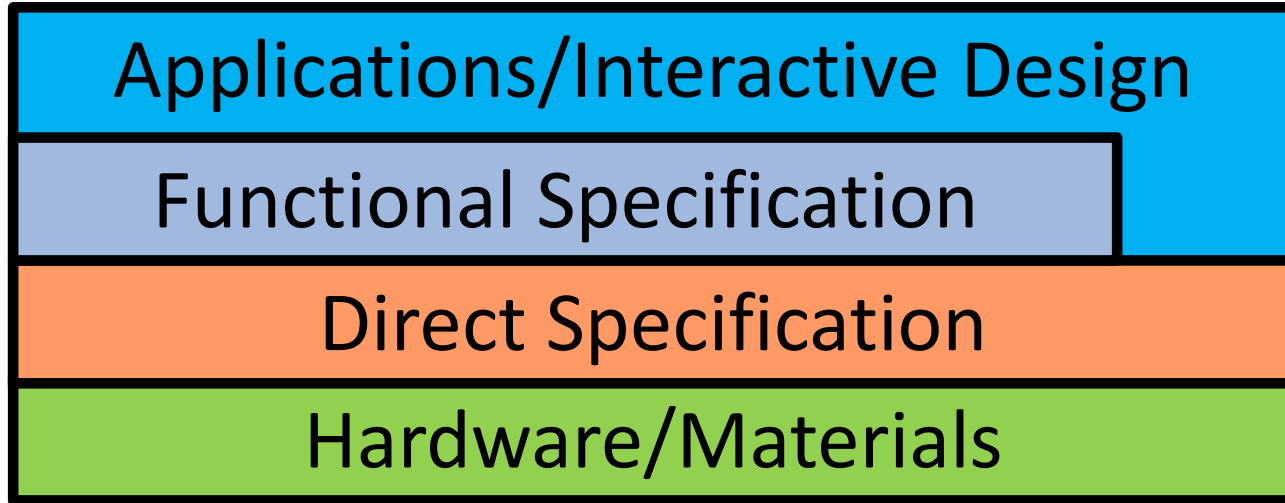 Applications/Interactive Design
Functional Specification
Direct Specification
Hardware/Materials